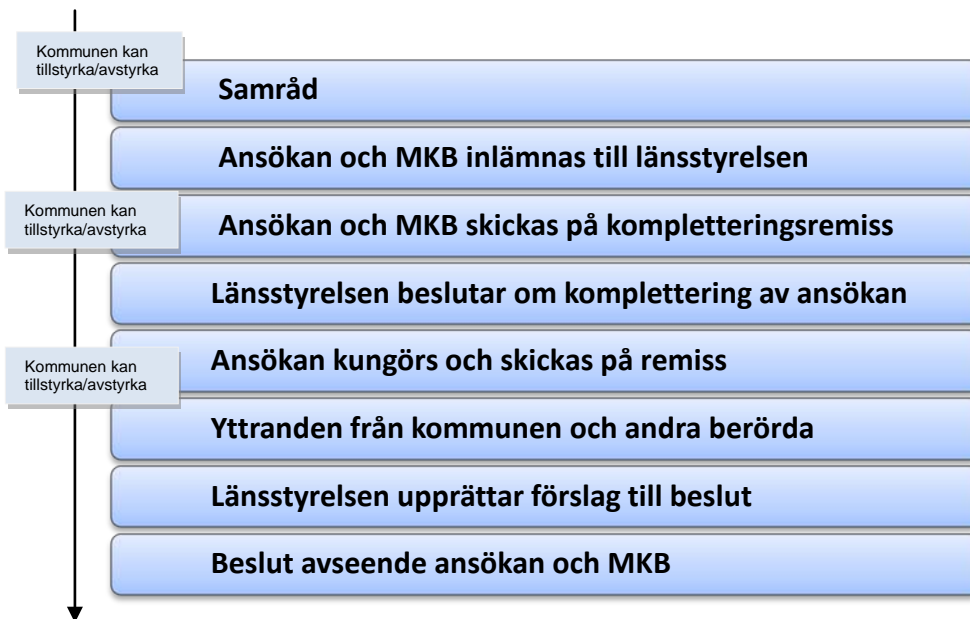 Kommunen kan
tillstyrka/avstyrka
Samråd
Ansökan och MKB inlämnas till länsstyrelsen
Kommunen kan
tillstyrka/avstyrka
Ansökan och MKB skickas på kompletteringsremiss
Länsstyrelsen beslutar om komplettering av ansökan
Kommunen kan
tillstyrka/avstyrka
Ansökan kungörs och skickas på remiss
Yttranden från kommunen och andra berörda
Länsstyrelsen upprättar förslag till beslut
Beslut avseende ansökan och MKB